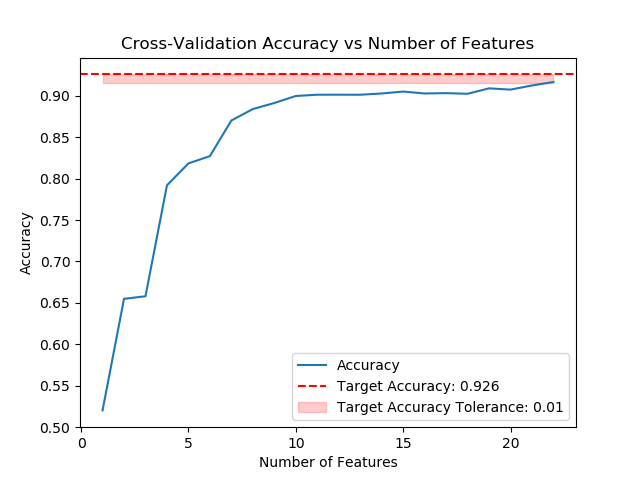 Cross-Validation Accuracy vs Number of Features
0.90
0.85
0.80
0.75
0.70
0.65
0.60
0.55
0.50
Accuracy
Accuracy
Target Accuracy: 0.926
Target Accuracy Tolerance: 0.01
0 5 10 15 20
Number of Features